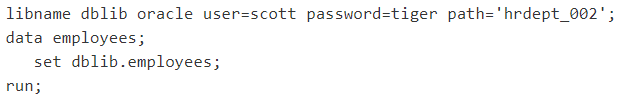 libname dblib oracle user=scott password=tiger path='hrdept_002';
data employees;
   set dblib.employees;
run;